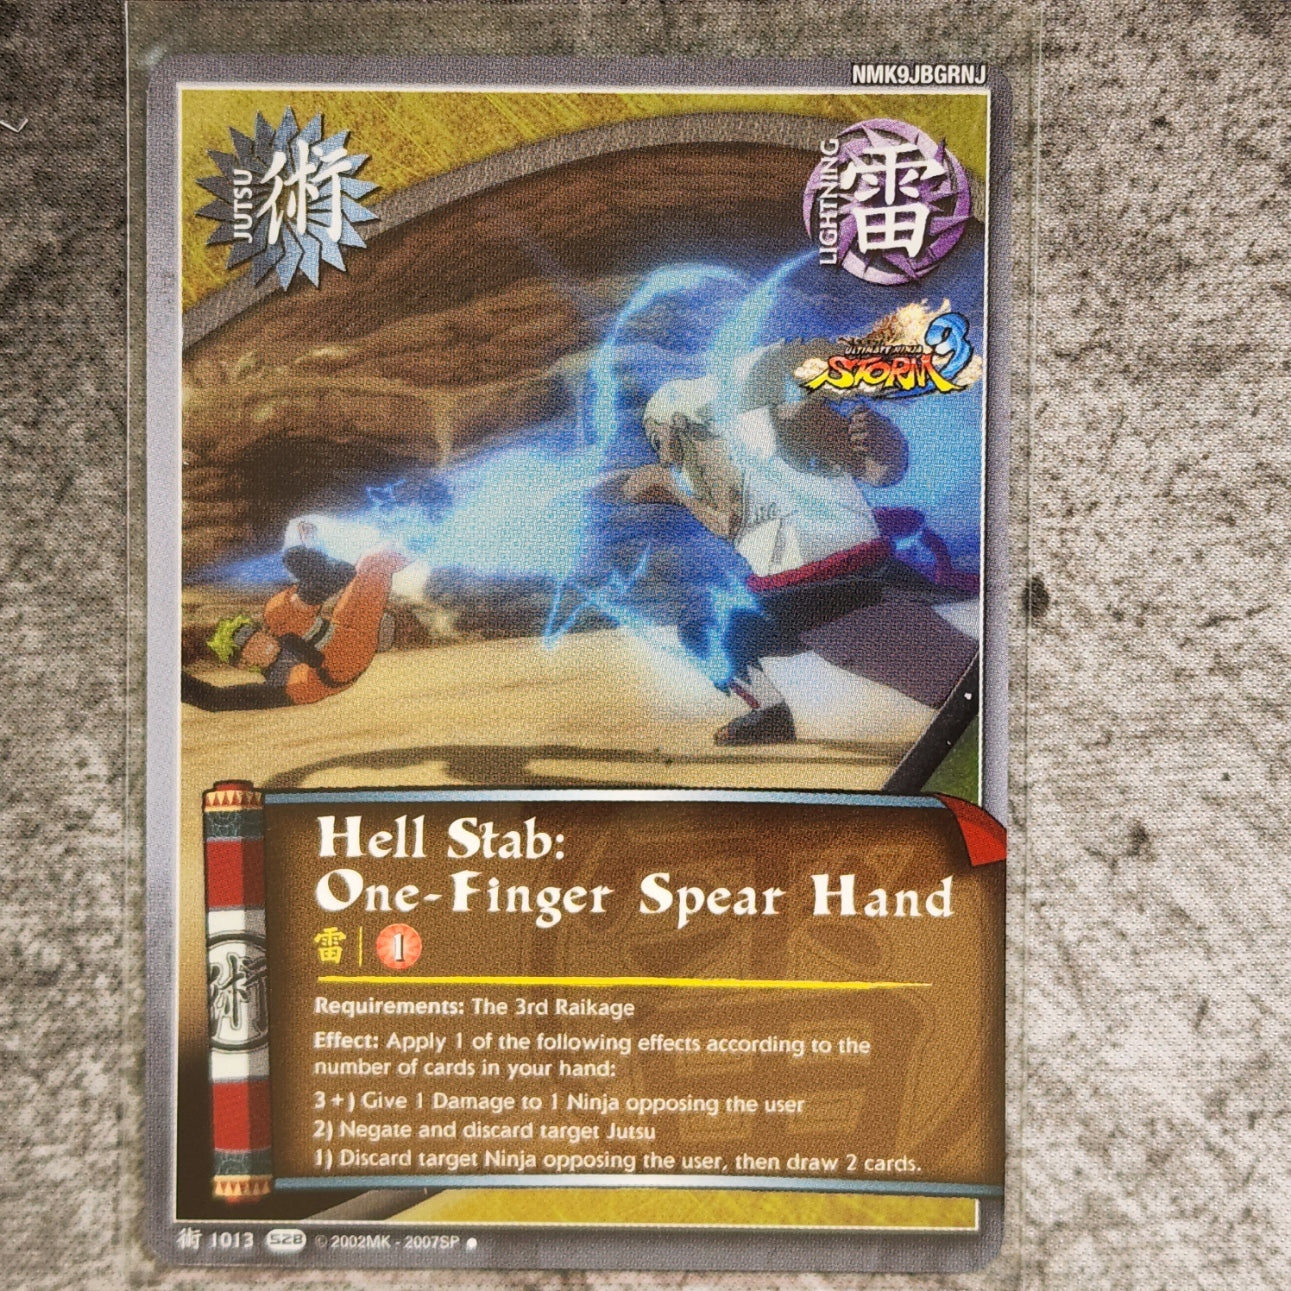 NMK9JBGRNJ
JUTSU
術
LIGHTNING
雷
ULTIMATE NINJA
STORM 3
Hell Stab:
One-Finger Spear Hand
雷 | 1
Requirements: The 3rd Raikage
Effect: Apply 1 of the following effects according to the
number of cards in your hand:
3+) Give 1 Damage to 1 Ninja opposing the user
2) Negate and discard target Jutsu
1) Discard target Ninja opposing the user, then draw 2 cards.
術
術 1013 S28 © 2002MK - 2007SP